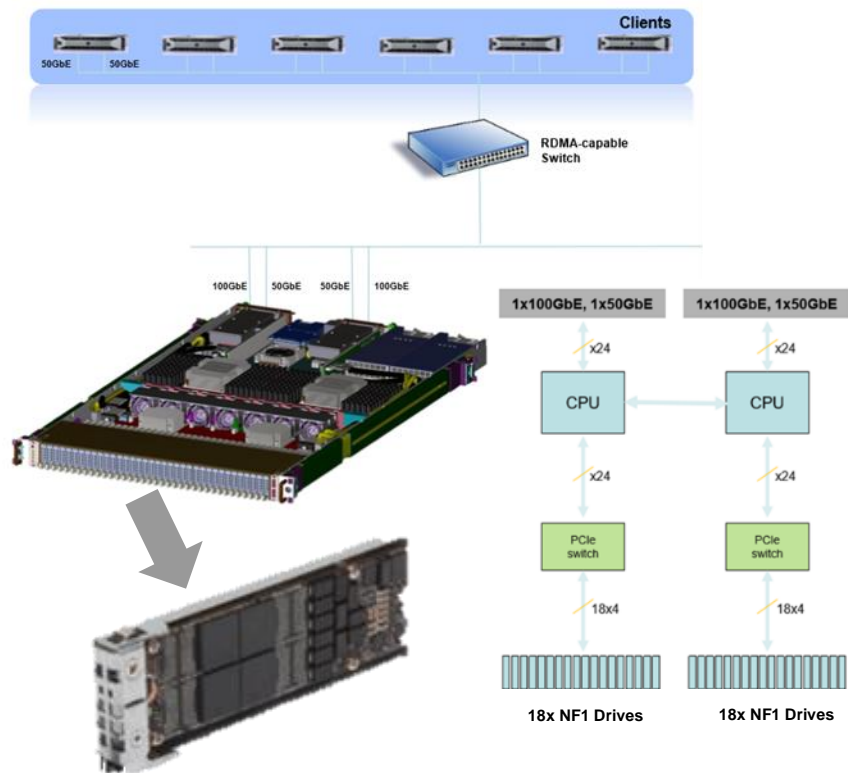 Clients
50GbE 50GbE
RDMA-capable
Switch
100GbE 50GbE 50GbE 100GbE
1x100GbE, 1x50GbE 1x100GbE, 1x50GbE
x24 x24
CPU CPU
x24 x24
PCIe
switch
PCIe
switch
18x4 18x4
18x NF1 Drives 18x NF1 Drives